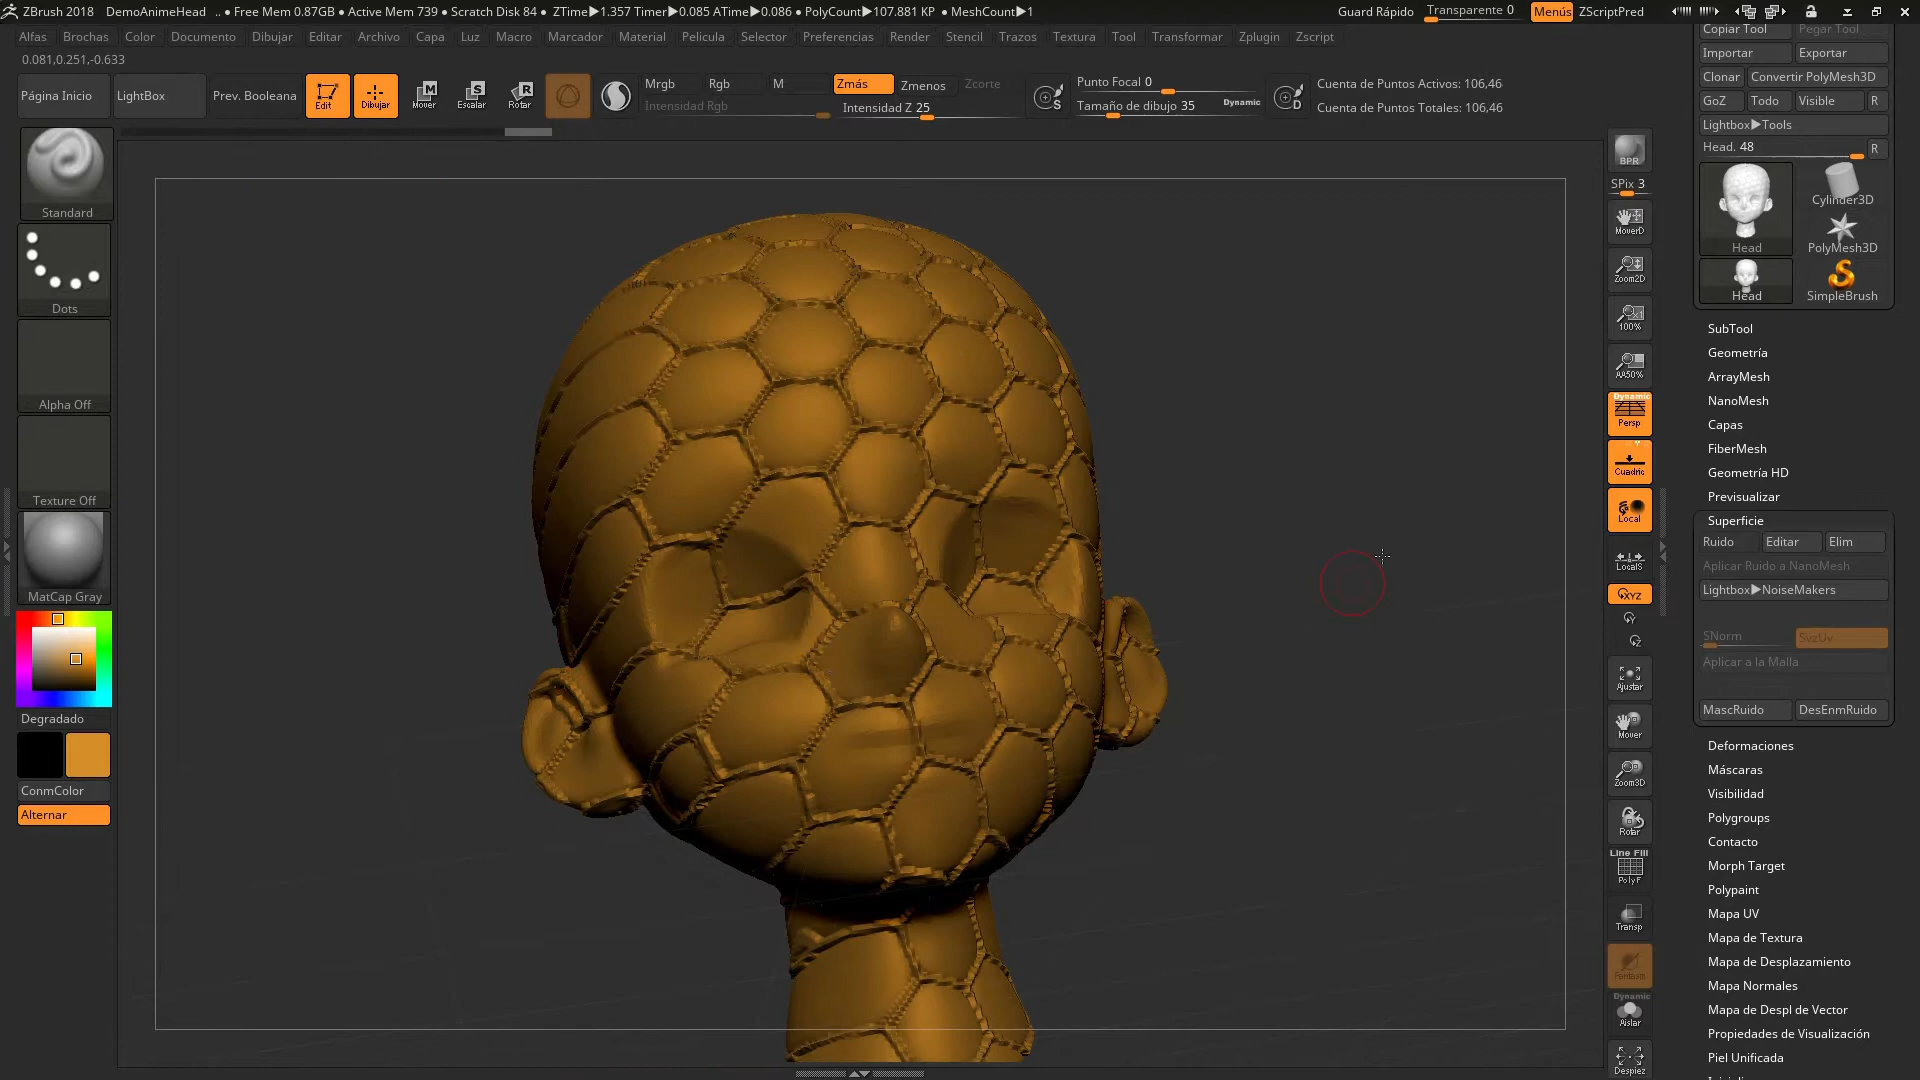 ZBrush 2018 DemoAnimeHead .. • Free Mem 0.87GB • Active Mem 739 • Scratch Disk 84 • ZTime▶1.357 Timer▶0.085 ATime▶0.086 • PolyCount▶107.881 KP • MeshCount▶1 Guard Rápido Transparente 0 Menús ZScriptPred
Alfas Brochas Color Documento Dibujar Editar Archivo Capa Luz Macro Marcador Material Pelicula Selector Preferencias Render Stencil Trazos Textura Tool Transformar Zplugin Zscript
0.081,0.251,-0.633
Página Inicio LightBox Prev. Booleana Edit Dibujar Mover Escalar Rotar
Mrgb Rgb M Zmás Zmenos Zcorte
Intensidad Rgb Intensidad Z 25
Punto Focal 0
Tamaño de dibujo 35 Dynamic
Cuenta de Puntos Activos: 106,46
Cuenta de Puntos Totales: 106,46
Standard
Dots
Alpha Off
Texture Off
MatCap Gray
Degradado
ConmColor
Alternar
BPR
SPix 3
MoverD
Zoom2D
100%
AA50%
Dynamic
Persp
Cuadric
Local
LocalS
XYZ
Ajustar
Mover
Zoom3D
Rotar
Line Fill
PolyF
Transp
Fantasm
Dynamic
Aislar
Despiez
Copiar Tool Pegar Tool
Importar Exportar
Clonar Convertir PolyMesh3D
GoZ Todo Visible R
Lightbox▶Tools
Head. 48 R
Head Cylinder3D
PolyMesh3D
Head SimpleBrush
SubTool
Geometría
ArrayMesh
NanoMesh
Capas
FiberMesh
Geometría HD
Previsualizar
Superficie
Ruido Editar Elim
Aplicar Ruido a NanoMesh
Lightbox▶NoiseMakers
SNorm SvzUv
Aplicar a la Malla
MascRuido DesEnmRuido
Deformaciones
Máscaras
Visibilidad
Polygroups
Contacto
Morph Target
Polypaint
Mapa UV
Mapa de Textura
Mapa de Desplazamiento
Mapa Normales
Mapa de Despl de Vector
Propiedades de Visualización
Piel Unificada